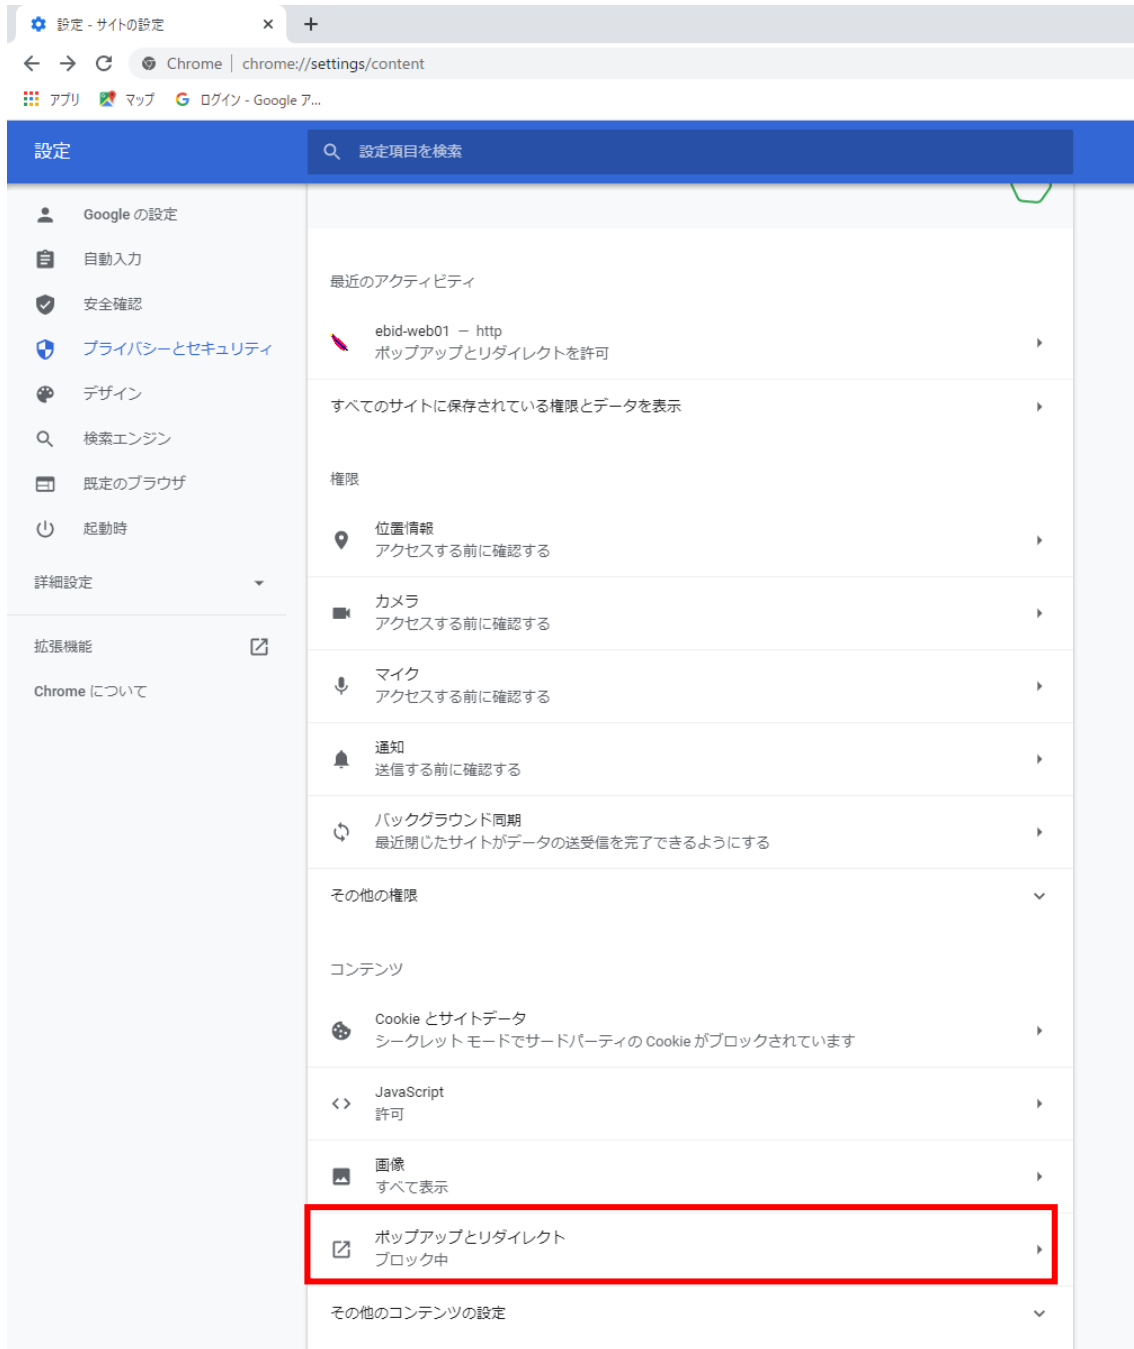 設定 - サイトの設定
Chrome | chrome://settings/content
アプリ マップ ログイン - Google ア...
設定
設定項目を検索
Google の設定
自動入力
安全確認
プライバシーとセキュリティ
デザイン
検索エンジン
既定のブラウザ
起動時
詳細設定
拡張機能
Chrome について
最近のアクティビティ
ebid-web01 — http
ポップアップとリダイレクトを許可
すべてのサイトに保存されている権限とデータを表示
権限
位置情報
アクセスする前に確認する
カメラ
アクセスする前に確認する
マイク
アクセスする前に確認する
通知
送信する前に確認する
バックグラウンド同期
最近閉じたサイトがデータの送受信を完了できるようにする
その他の権限
コンテンツ
Cookie とサイトデータ
シークレット モードでサードパーティの Cookie がブロックされています
JavaScript
許可
画像
すべて表示
ポップアップとリダイレクト
ブロック中
その他のコンテンツの設定